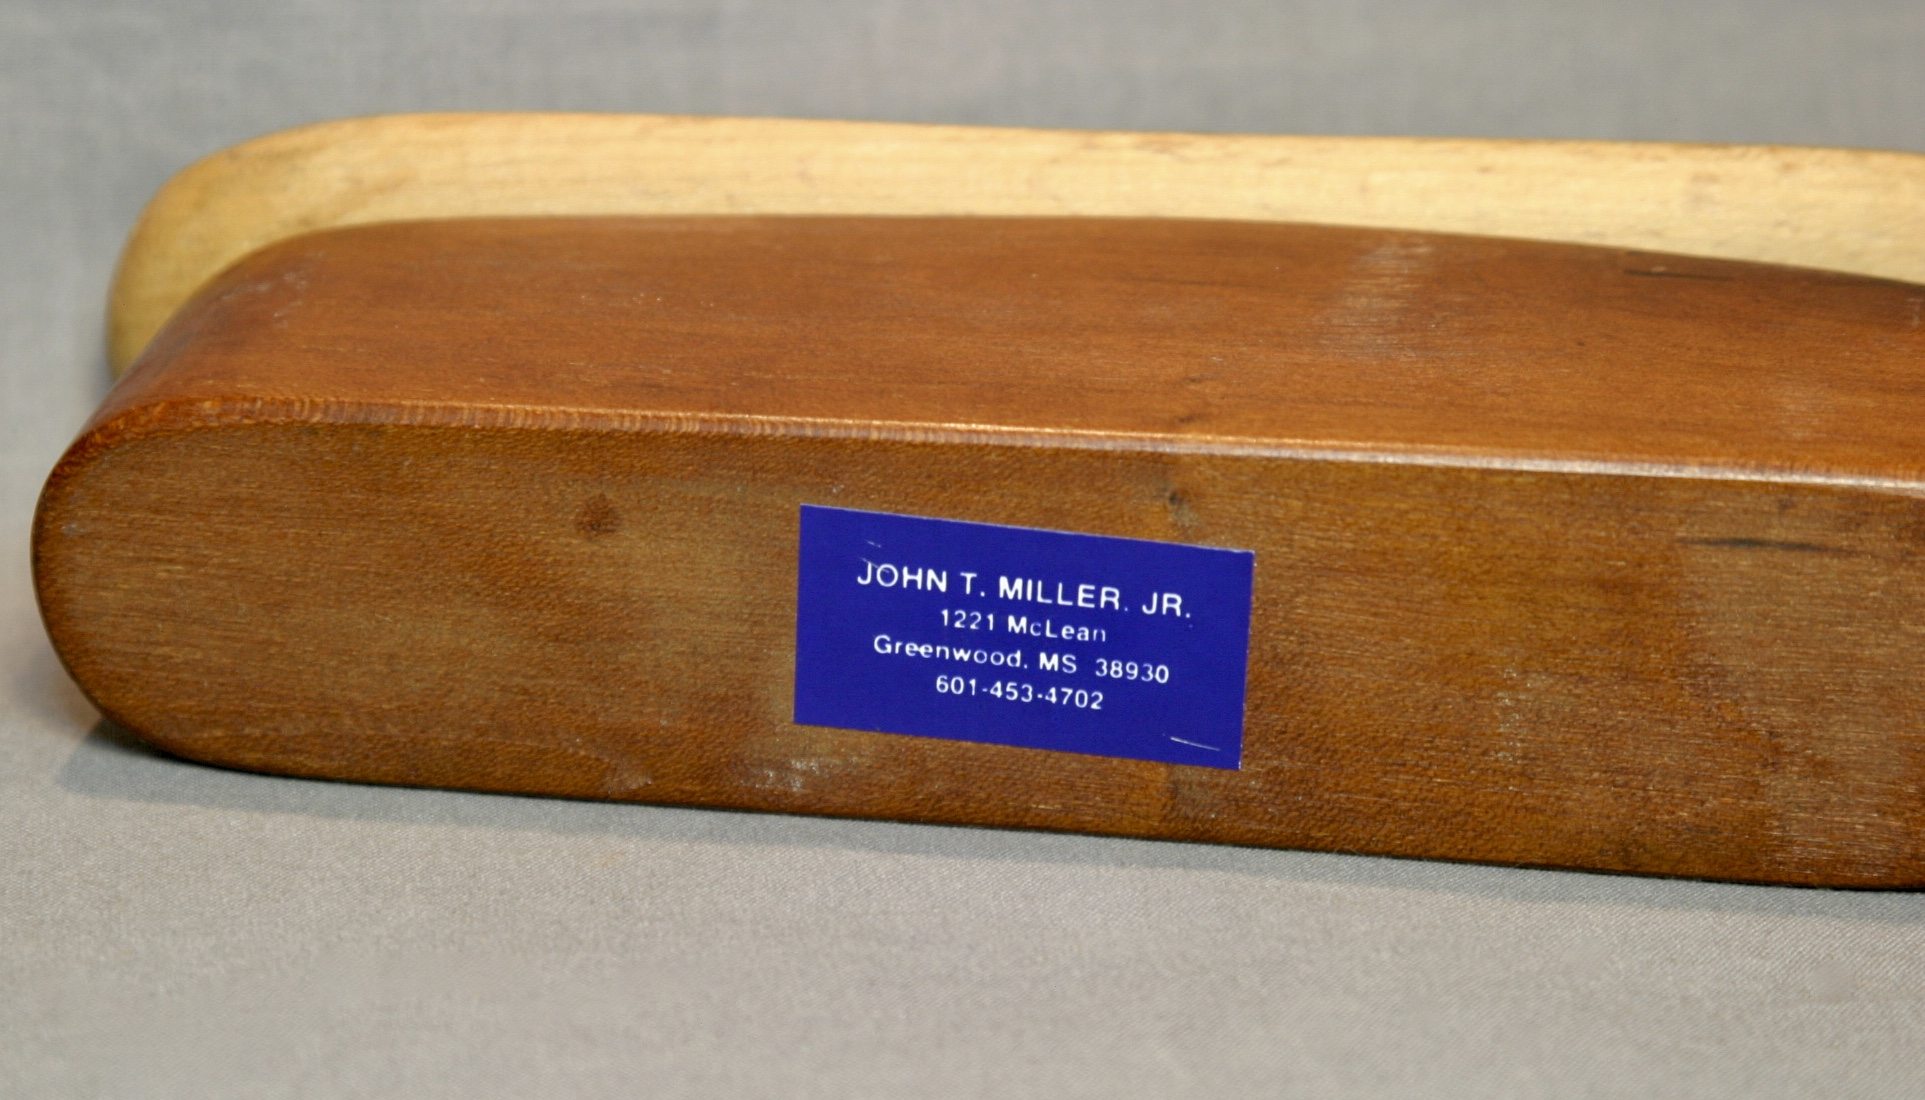 JOHN T. MILLER, JR.
1221 McLean
Greenwood, MS 38930
601-453-4702